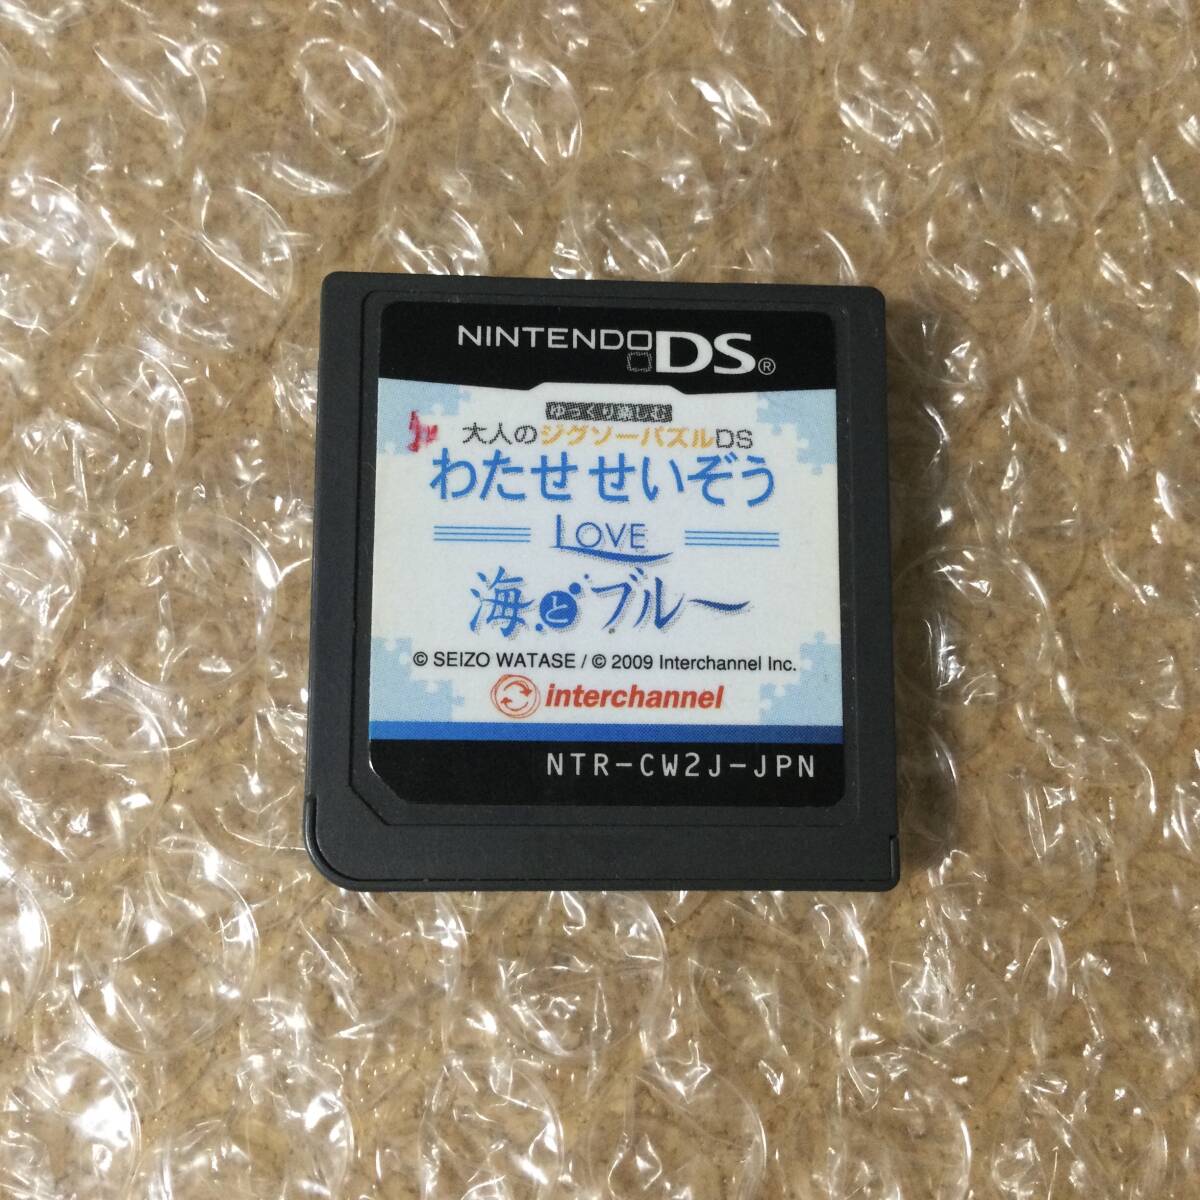 NINTENDO DS®
ゆっくり楽しむ
大人のジグソーパズルDS
わたせせいぞう
LOVE
海とブルー
© SEIZO WATASE / © 2009 Interchannel Inc.
interchannel
NTR-CW2J-JPN